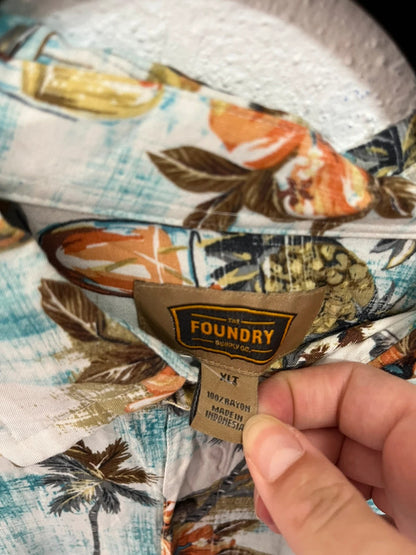 THE
FOUNDRY
SUPPLY CO.
XLT
100/RAYON
MADE IN
INDONESIA